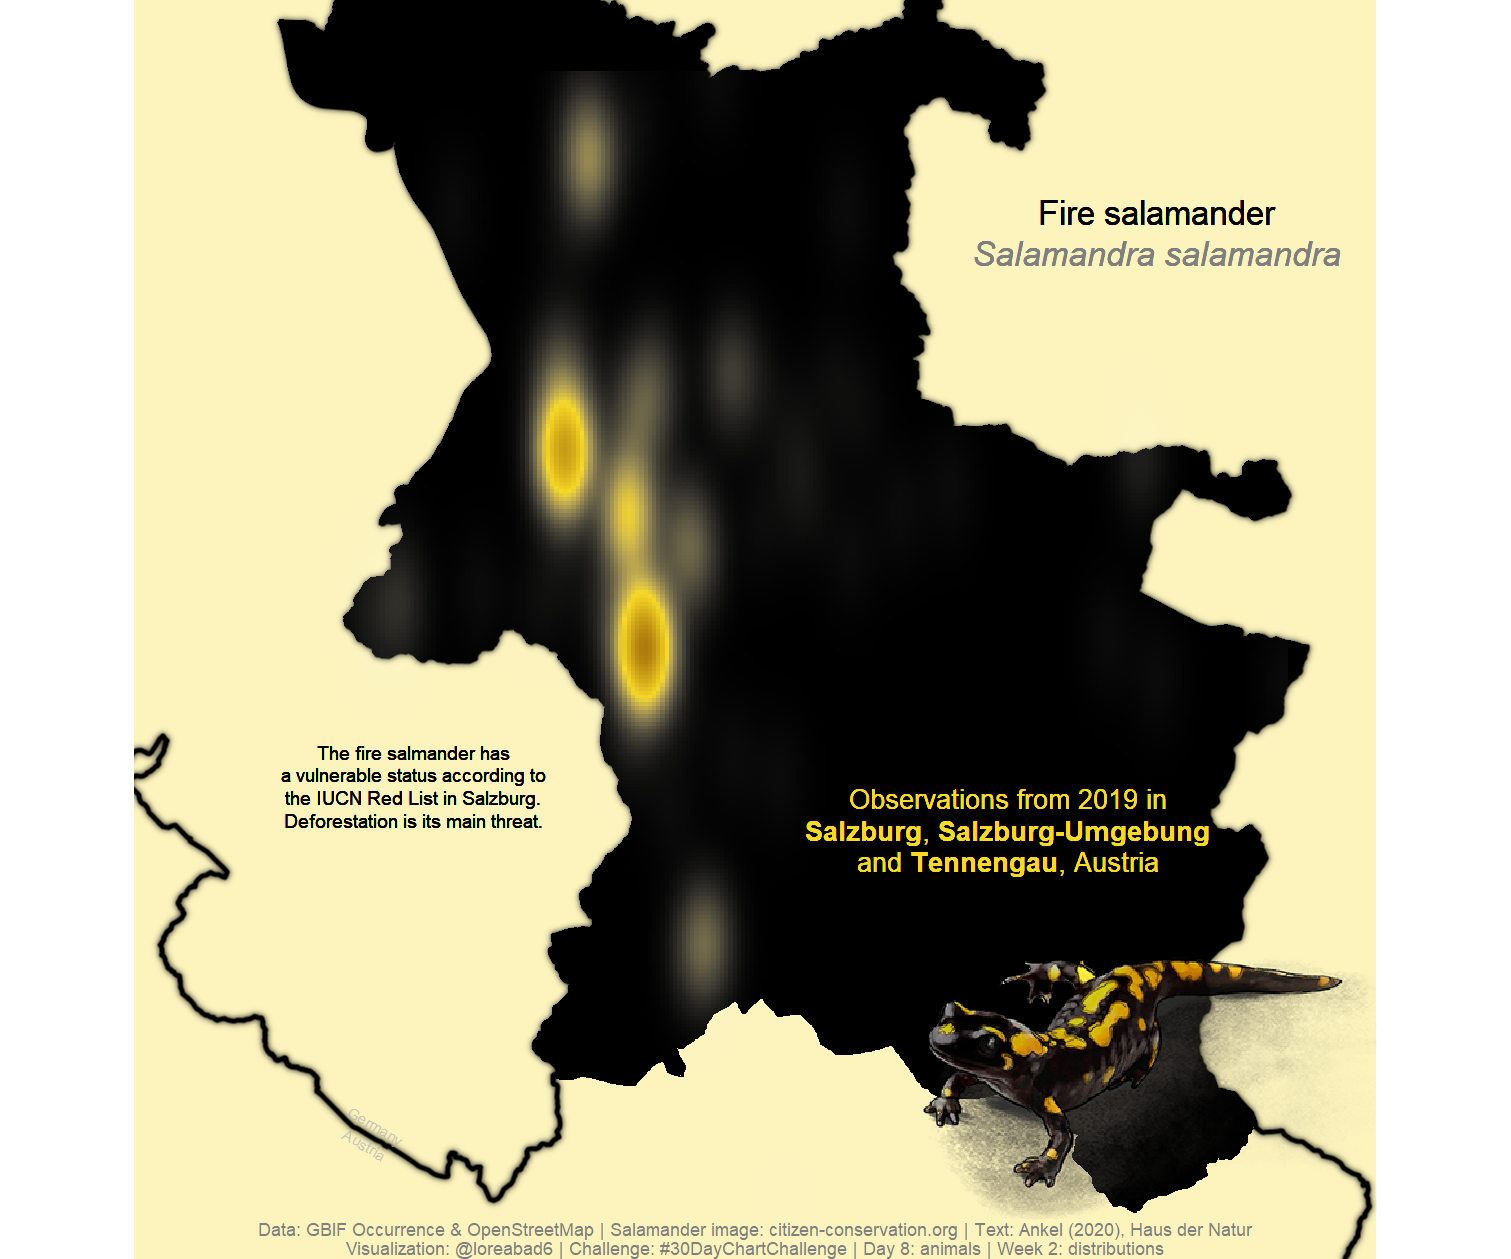 Fire salamander
Salamandra salamandra
The fire salmander has
a vulnerable status according to
the IUCN Red List in Salzburg.
Deforestation is its main threat.
Observations from 2019 in
Salzburg, Salzburg-Umgebung
and Tennengau, Austria
Germany
Austria
Data: GBIF Occurrence & OpenStreetMap | Salamander image: citizen-conservation.org | Text: Ankel (2020), Haus der Natur
Visualization: @loreabad6 | Challenge: #30DayChartChallenge | Day 8: animals | Week 2: distributions